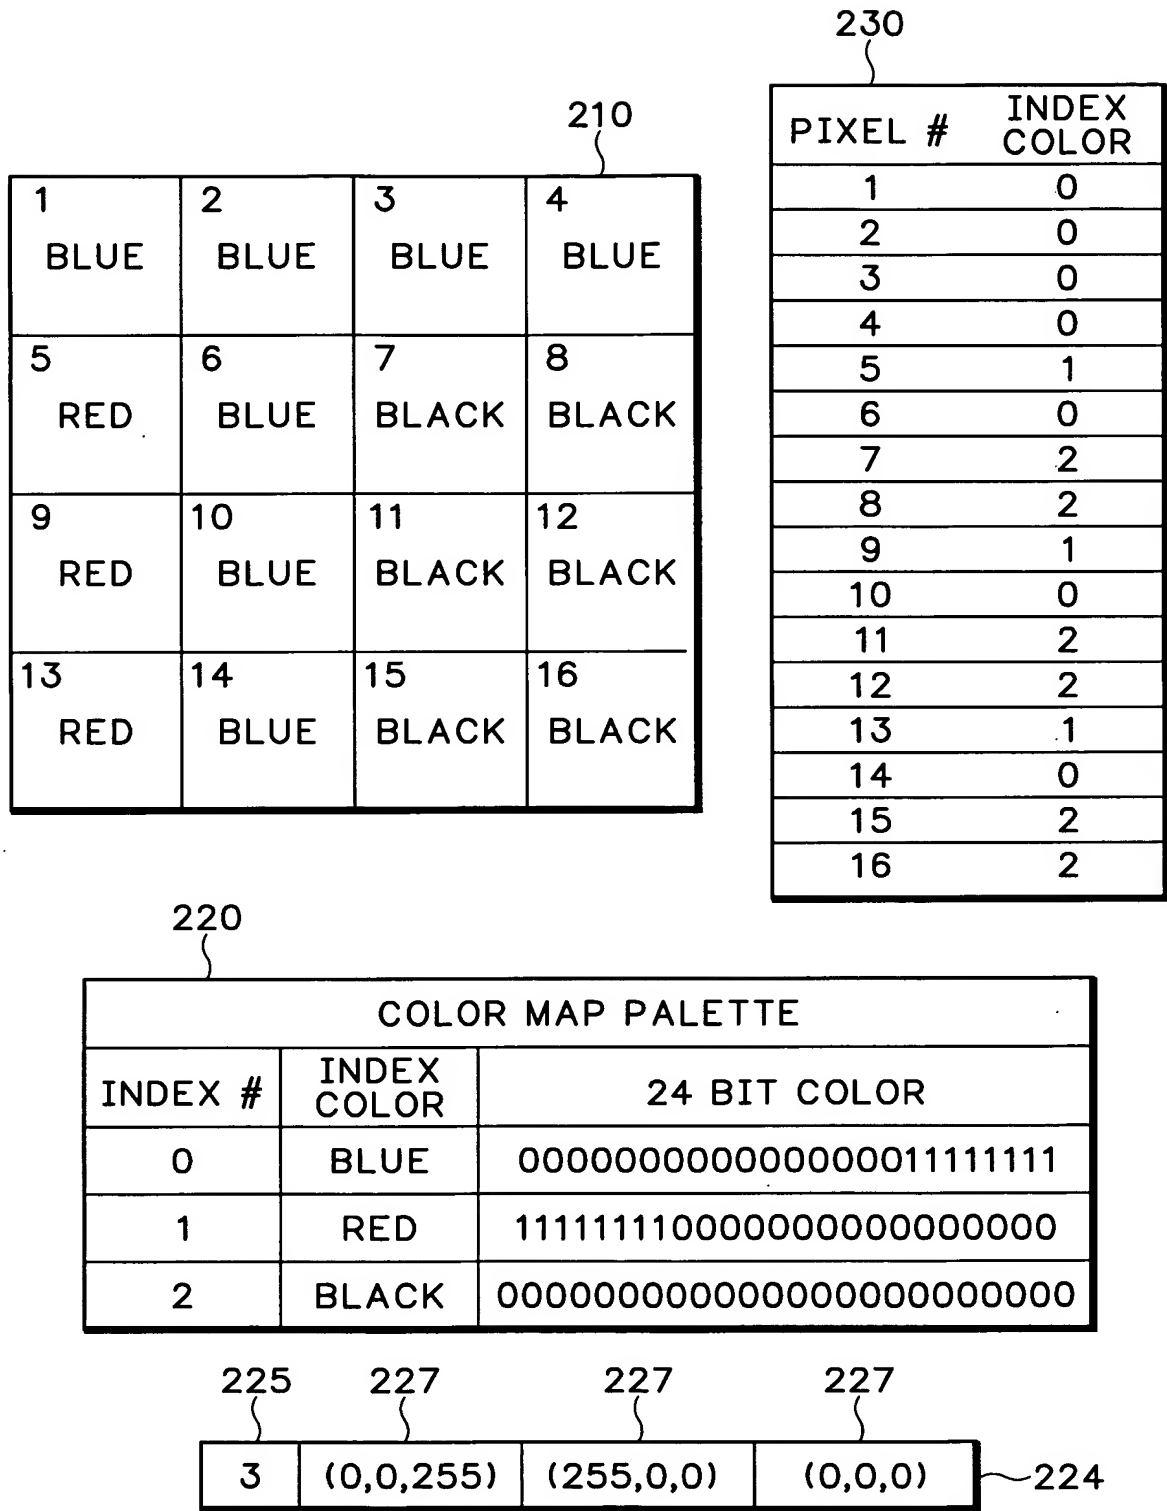 230
PIXEL # INDEX COLOR
1 0
2 0
3 0
4 0
5 1
6 0
7 2
8 2
9 1
10 0
11 2
12 2
13 1
14 0
15 2
16 2
210
1 2 3 4
BLUE BLUE BLUE BLUE
5 6 7 8
RED BLUE BLACK BLACK
9 10 11 12
RED BLUE BLACK BLACK
13 14 15 16
RED BLUE BLACK BLACK
220
COLOR MAP PALETTE
INDEX # INDEX COLOR 24 BIT COLOR
0 BLUE 000000000000000011111111
1 RED 111111110000000000000000
2 BLACK 000000000000000000000000
225 227 227 227
3 (0,0,255) (255,0,0) (0,0,0) 224